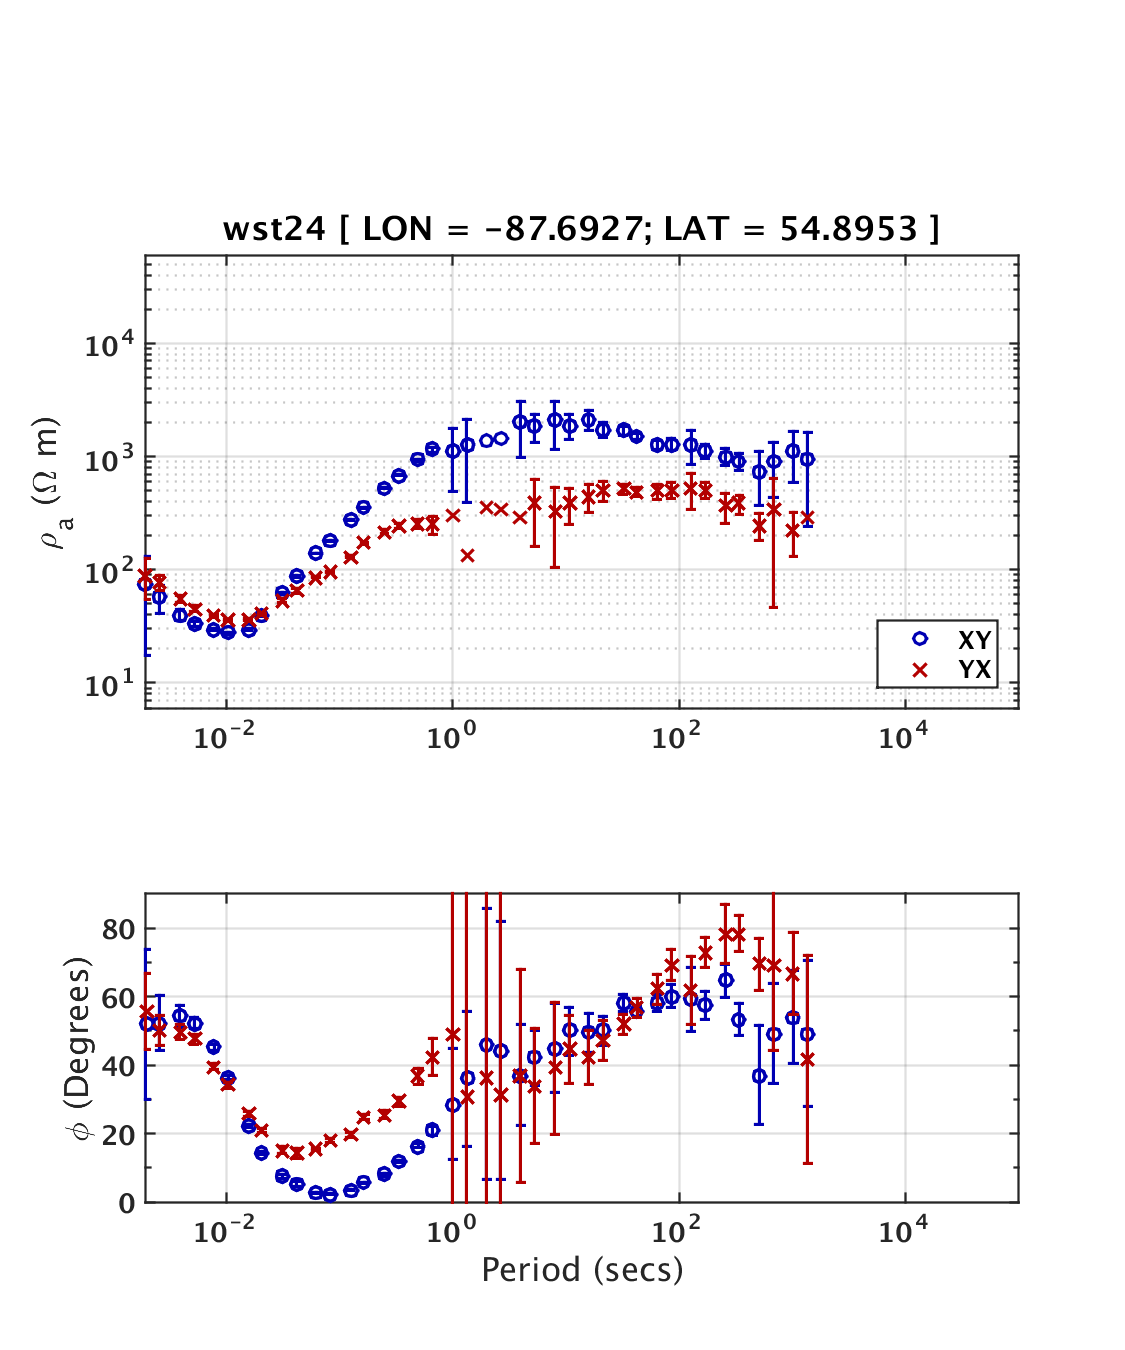 wst24 [ LON = -87.6927; LAT = 54.8953 ]
ρa (Ω m)
10^4
10^3
10^2
10^1
XY
YX
10^-2 10^0 10^2 10^4
ϕ (Degrees)
80
60
40
20
0
10^-2 10^0 10^2 10^4
Period (secs)